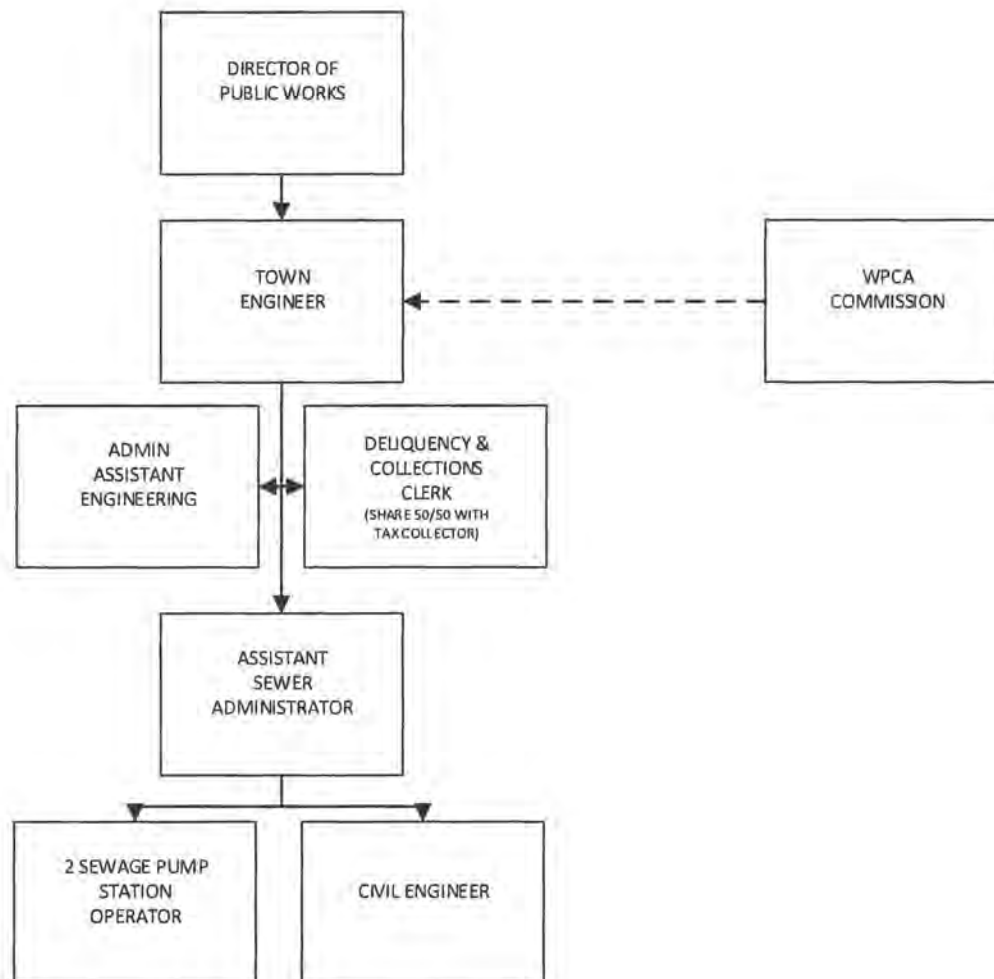 DIRECTOR OF
PUBLIC WORKS
TOWN
ENGINEER
WPCA
COMMISSION
ADMIN
ASSISTANT
ENGINEERING
DELIQUENCY &
COLLECTIONS
CLERK
(SHARE 50/50 WITH
TAX COLLECTOR)
ASSISTANT
SEWER
ADMINISTRATOR
2 SEWAGE PUMP
STATION
OPERATOR
CIVIL ENGINEER